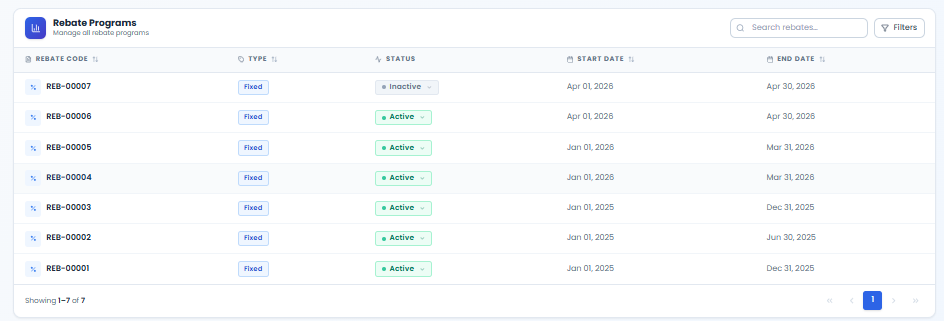 Rebate Programs
Manage all rebate programs
Search rebates...
Filters
REBATE CODE TYPE STATUS START DATE END DATE
REB-00007 Fixed Inactive Apr 01, 2026 Apr 30, 2026
REB-00006 Fixed Active Apr 01, 2026 Apr 30, 2026
REB-00005 Fixed Active Jan 01, 2026 Mar 31, 2026
REB-00004 Fixed Active Jan 01, 2026 Mar 31, 2026
REB-00003 Fixed Active Jan 01, 2025 Dec 31, 2025
REB-00002 Fixed Active Jan 01, 2025 Jun 30, 2025
REB-00001 Fixed Active Jan 01, 2025 Dec 31, 2025
Showing 1–7 of 7
« ‹ 1 › »